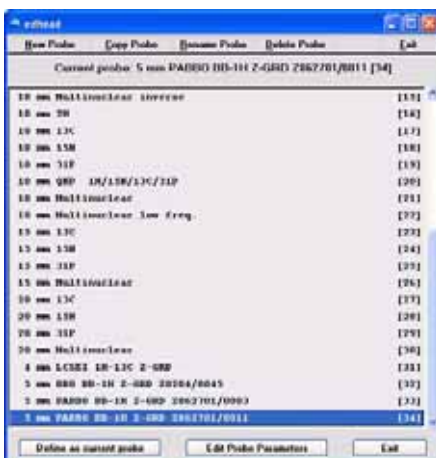 edhead
New Probe Copy Probe Rename Probe Delete Probe Exit
Current probe: 5 mm PABBO BB-1H Z-GRD Z862701/0011 [34]
10 mm Multinuclear inverse [15]
10 mm [16]
10 mm 13C [17]
10 mm 15N [18]
10 mm 31P [19]
10 mm QNP 1H/15N/13C/31P [20]
10 mm Multinuclear [21]
10 mm Multinuclear low freq. [22]
15 mm 13C [23]
15 mm 15N [24]
15 mm 31P [25]
15 mm Multinuclear [26]
20 mm 13C [27]
20 mm 15N [28]
20 mm 31P [29]
20 mm Multinuclear [30]
4 mm 1H-13C Z-GRD [31]
5 mm BBO BB-1H Z-GRD [32]
5 mm PABBO BB-1H Z-GRD Z862701/0003 [33]
5 mm PABBO BB-1H Z-GRD Z862701/0011 [34]
Define as current probe Edit Probe Parameters Exit